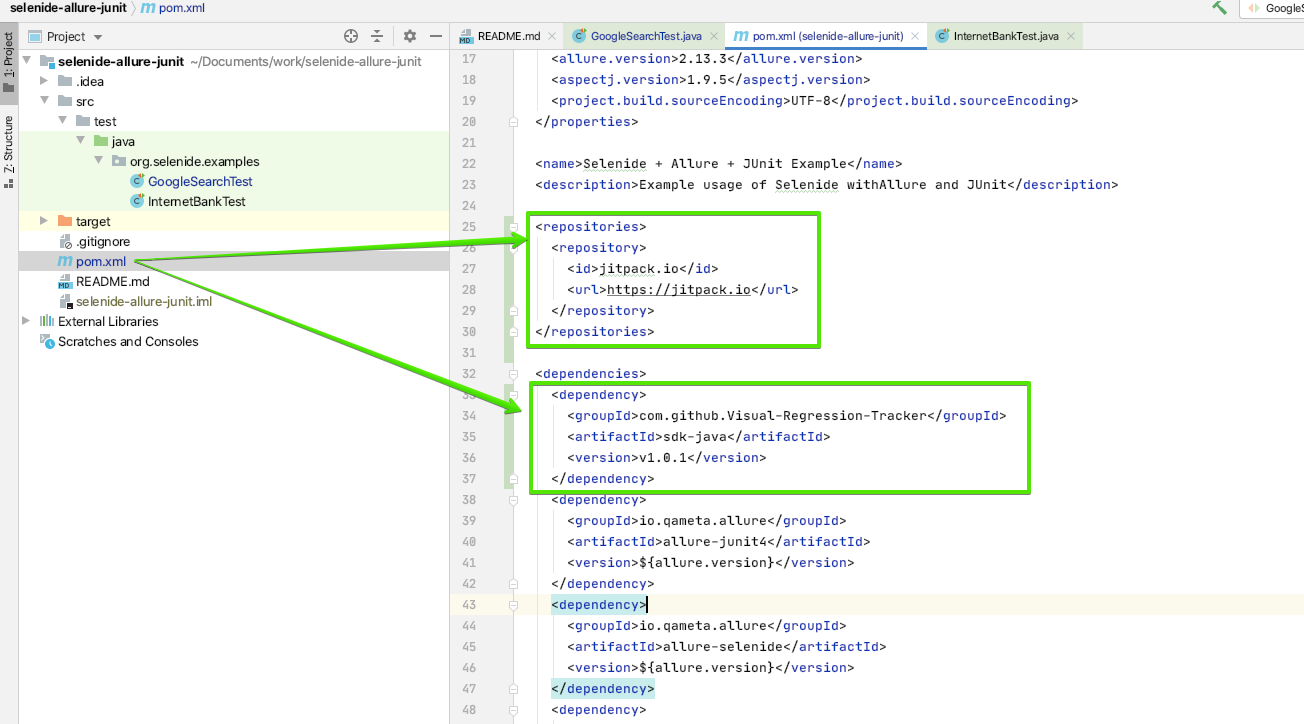 selenide-allure-junit pom.xml
GoogleS
1: Project
Z: Structure
Project
selenide-allure-junit ~/Documents/work/selenide-allure-junit
.idea
src
test
java
org.selenide.examples
GoogleSearchTest
InternetBankTest
target
.gitignore
pom.xml
README.md
selenide-allure-junit.iml
External Libraries
Scratches and Consoles
README.md GoogleSearchTest.java pom.xml (selenide-allure-junit) InternetBankTest.java
17 <allure.version>2.13.3</allure.version>
18 <aspectj.version>1.9.5</aspectj.version>
19 <project.build.sourceEncoding>UTF-8</project.build.sourceEncoding>
20 </properties>
21
22 <name>Selenide + Allure + JUnit Example</name>
23 <description>Example usage of Selenide withAllure and JUnit</description>
24
25 <repositories>
26 <repository>
27 <id>jitpack.io</id>
28 <url>https://jitpack.io</url>
29 </repository>
30 </repositories>
31
32 <dependencies>
33 <dependency>
34 <groupId>com.github.Visual-Regression-Tracker</groupId>
35 <artifactId>sdk-java</artifactId>
36 <version>v1.0.1</version>
37 </dependency>
38 <dependency>
39 <groupId>io.qameta.allure</groupId>
40 <artifactId>allure-junit4</artifactId>
41 <version>${allure.version}</version>
42 </dependency>
43 <dependency>
44 <groupId>io.qameta.allure</groupId>
45 <artifactId>allure-selenide</artifactId>
46 <version>${allure.version}</version>
47 </dependency>
48 <dependency>